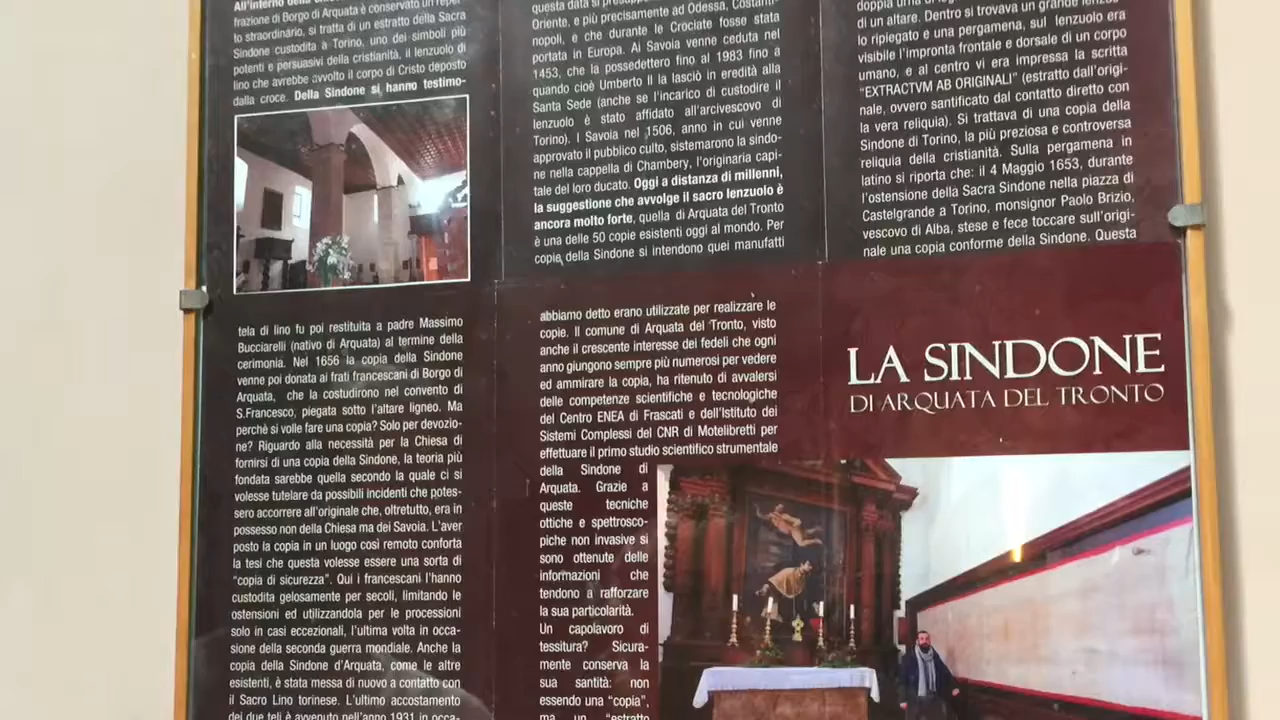 All'interno della
frazione di Borgo di Arquata è conservato un reper-
to straordinario, si tratta di un estratto della Sacra
Sindone custodita a Torino, uno dei simboli più
potenti e persuasivi della cristianità, il lenzuolo di
lino che avrebbe avvolto il corpo di Cristo deposto
dalla croce. Della Sindone si hanno testimo-
questa data si
Oriente, e più precisamente ad Odessa, Costanti-
nopoli, e che durante le Crociate fosse stata
portata in Europa. Ai Savoia venne ceduta nel
1453, che la possedettero fino al 1983 fino a
quando cioè Umberto II la lasciò in eredità alla
Santa Sede (anche se l'incarico di custodire il
lenzuolo è stato affidato all'arcivescovo di
Torino). I Savoia nel 1506, anno in cui venne
approvato il pubblico culto, sistemarono la sindo-
ne nella cappella di Chambery, l'originaria capi-
tale del loro ducato. Oggi a distanza di millenni,
la suggestione che avvolge il sacro lenzuolo è
ancora molto forte, quella di Arquata del Tronto
è una delle 50 copie esistenti oggi al mondo. Per
copie della Sindone si intendono quei manufatti
doppia
di un altare. Dentro si trovava un grande lenzuo-
lo ripiegato e una pergamena, sul lenzuolo era
visibile l'impronta frontale e dorsale di un corpo
umano, e al centro vi era impressa la scritta
“EXTRACTVM AB ORIGINALI” (estratto dall'origi-
nale, ovvero santificato dal contatto diretto con
la vera reliquia). Si trattava di una copia della
Sindone di Torino, la più preziosa e controversa
reliquia della cristianità. Sulla pergamena in
latino si riporta che: il 4 Maggio 1653, durante
l'ostensione della Sacra Sindone nella piazza di
Castelgrande a Torino, monsignor Paolo Brizio,
vescovo di Alba, stese e fece toccare sull'origi-
nale una copia conforme della Sindone. Questa
tela di lino fu poi restituita a padre Massimo
Bucciarelli (nativo di Arquata) al termine della
cerimonia. Nel 1656 la copia della Sindone
venne poi donata ai frati francescani di Borgo di
Arquata, che la costudirono nel convento di
S.Francesco, piegata sotto l'altare ligneo. Ma
perchè si volle fare una copia? Solo per devozio-
ne? Riguardo alla necessità per la Chiesa di
fornirsi di una copia della Sindone, la teoria più
fondata sarebbe quella secondo la quale ci si
volesse tutelare da possibili incidenti che potes-
sero accorrere all'originale che, oltretutto, era in
possesso non della Chiesa ma dei Savoia. L'aver
posto la copia in un luogo così remoto conforta
la tesi che questa volesse essere una sorta di
“copia di sicurezza”. Qui i francescani l'hanno
custodita gelosamente per secoli, limitando le
ostensioni ed utilizzandola per le processioni
solo in casi eccezionali, l'ultima volta in occa-
sione della seconda guerra mondiale. Anche la
copia della Sindone d'Arquata, come le altre
esistenti, è stata messa di nuovo a contatto con
il Sacro Lino torinese. L'ultimo accostamento
dei due teli è avvenuto nell'anno 1931 in occa-
abbiamo detto erano utilizzate per realizzare le
copie. Il comune di Arquata del Tronto, visto
anche il crescente interesse dei fedeli che ogni
anno giungono sempre più numerosi per vedere
ed ammirare la copia, ha ritenuto di avvalersi
delle competenze scientifiche e tecnologiche
del Centro ENEA di Frascati e dell'Istituto dei
Sistemi Complessi del CNR di Motelibretti per
effettuare il primo studio scientifico strumentale
della Sindone di
Arquata. Grazie a
queste tecniche
ottiche e spettrosco-
piche non invasive si
sono ottenute delle
informazioni che
tendono a rafforzare
la sua particolarità.
Un capolavoro di
tessitura? Sicura-
mente conserva la
sua santità: non
essendo una “copia”,
ma un “estratto
LA SINDONE
DI ARQUATA DEL TRONTO